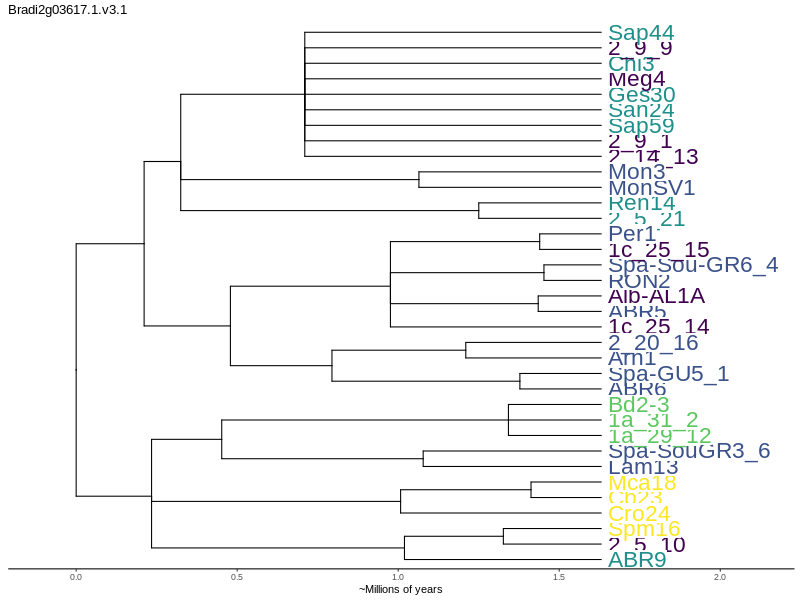 Bradi2g03617.1.v3.1
Sap44
2_9_9
Chi3
Meg4
Ges30
San24
Sap59
2_9_1
2_14_13
Mon3
MonSV1
Ren14
2_5_21
Per1
1c_25_15
Spa-Sou-GR6_4
RON2
Alb-AL1A
ABR5
1c_25_14
2_20_16
Arn1
Spa-GU5_1
ABR6
Bd2-3
1a_31_2
1a_29_12
Spa-SouGR3_6
Lam13
Mca18
Cro24
Spm16
2_5_10
ABR9
0.0 0.5 1.0 1.5 2.0
~Millions of years